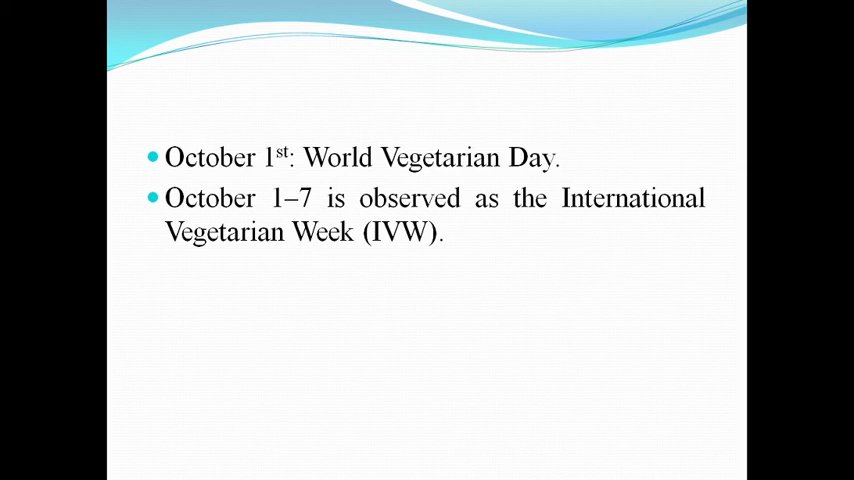 • October 1st: World Vegetarian Day.
• October 1–7 is observed as the International
Vegetarian Week (IVW).